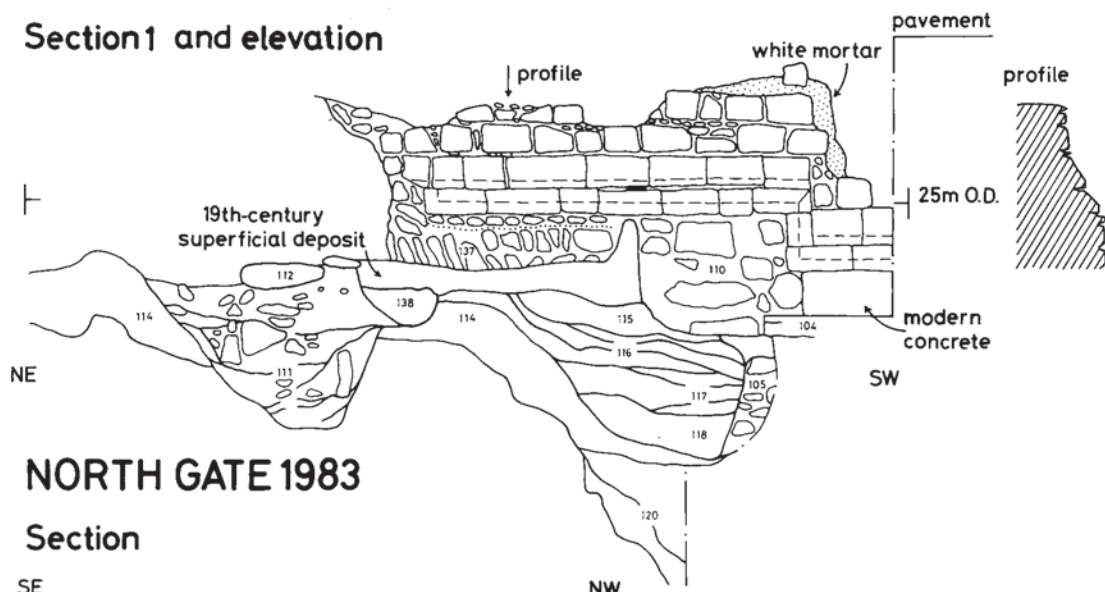 Section 1 and elevation
pavement
white mortar
profile
profile
25m O.D.
19th-century
superficial deposit
137
112
110
138
114
114
115
104
modern
concrete
116
NE
111
105
SW
117
118
NORTH GATE 1983
120
Section
SE
NW